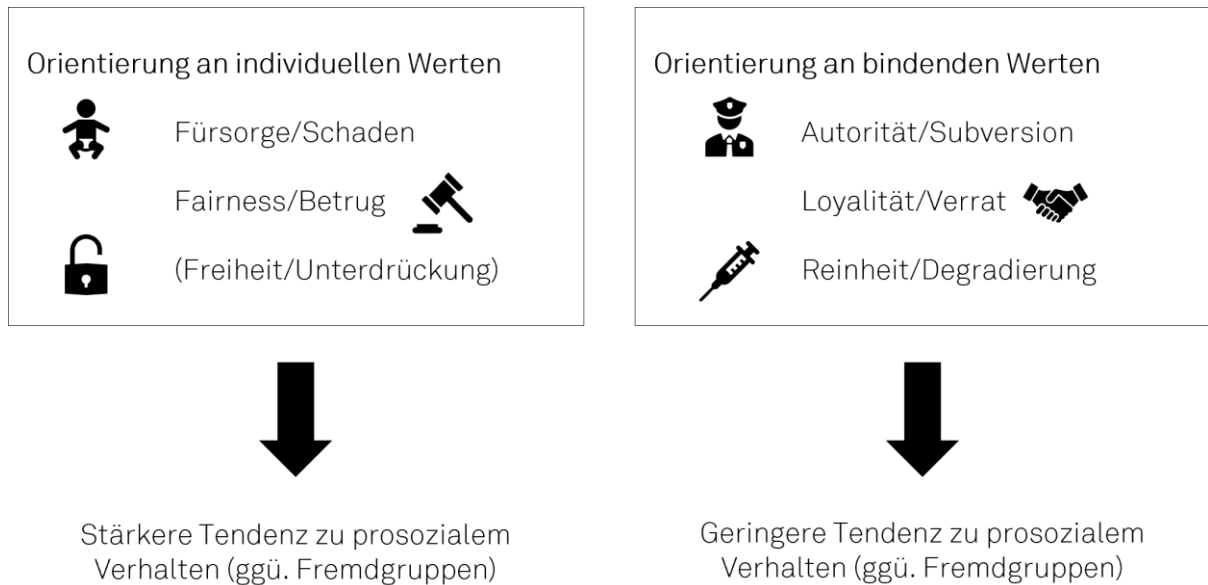 Orientierung an individuellen Werten
Fürsorge/Schaden
Fairness/Betrug
(Freiheit/Unterdrückung)
Stärkere Tendenz zu prosozialem
Verhalten (ggü. Fremdgruppen)
Orientierung an bindenden Werten
Autorität/Subversion
Loyalität/Verrat
Reinheit/Degradierung
Geringere Tendenz zu prosozialem
Verhalten (ggü. Fremdgruppen)